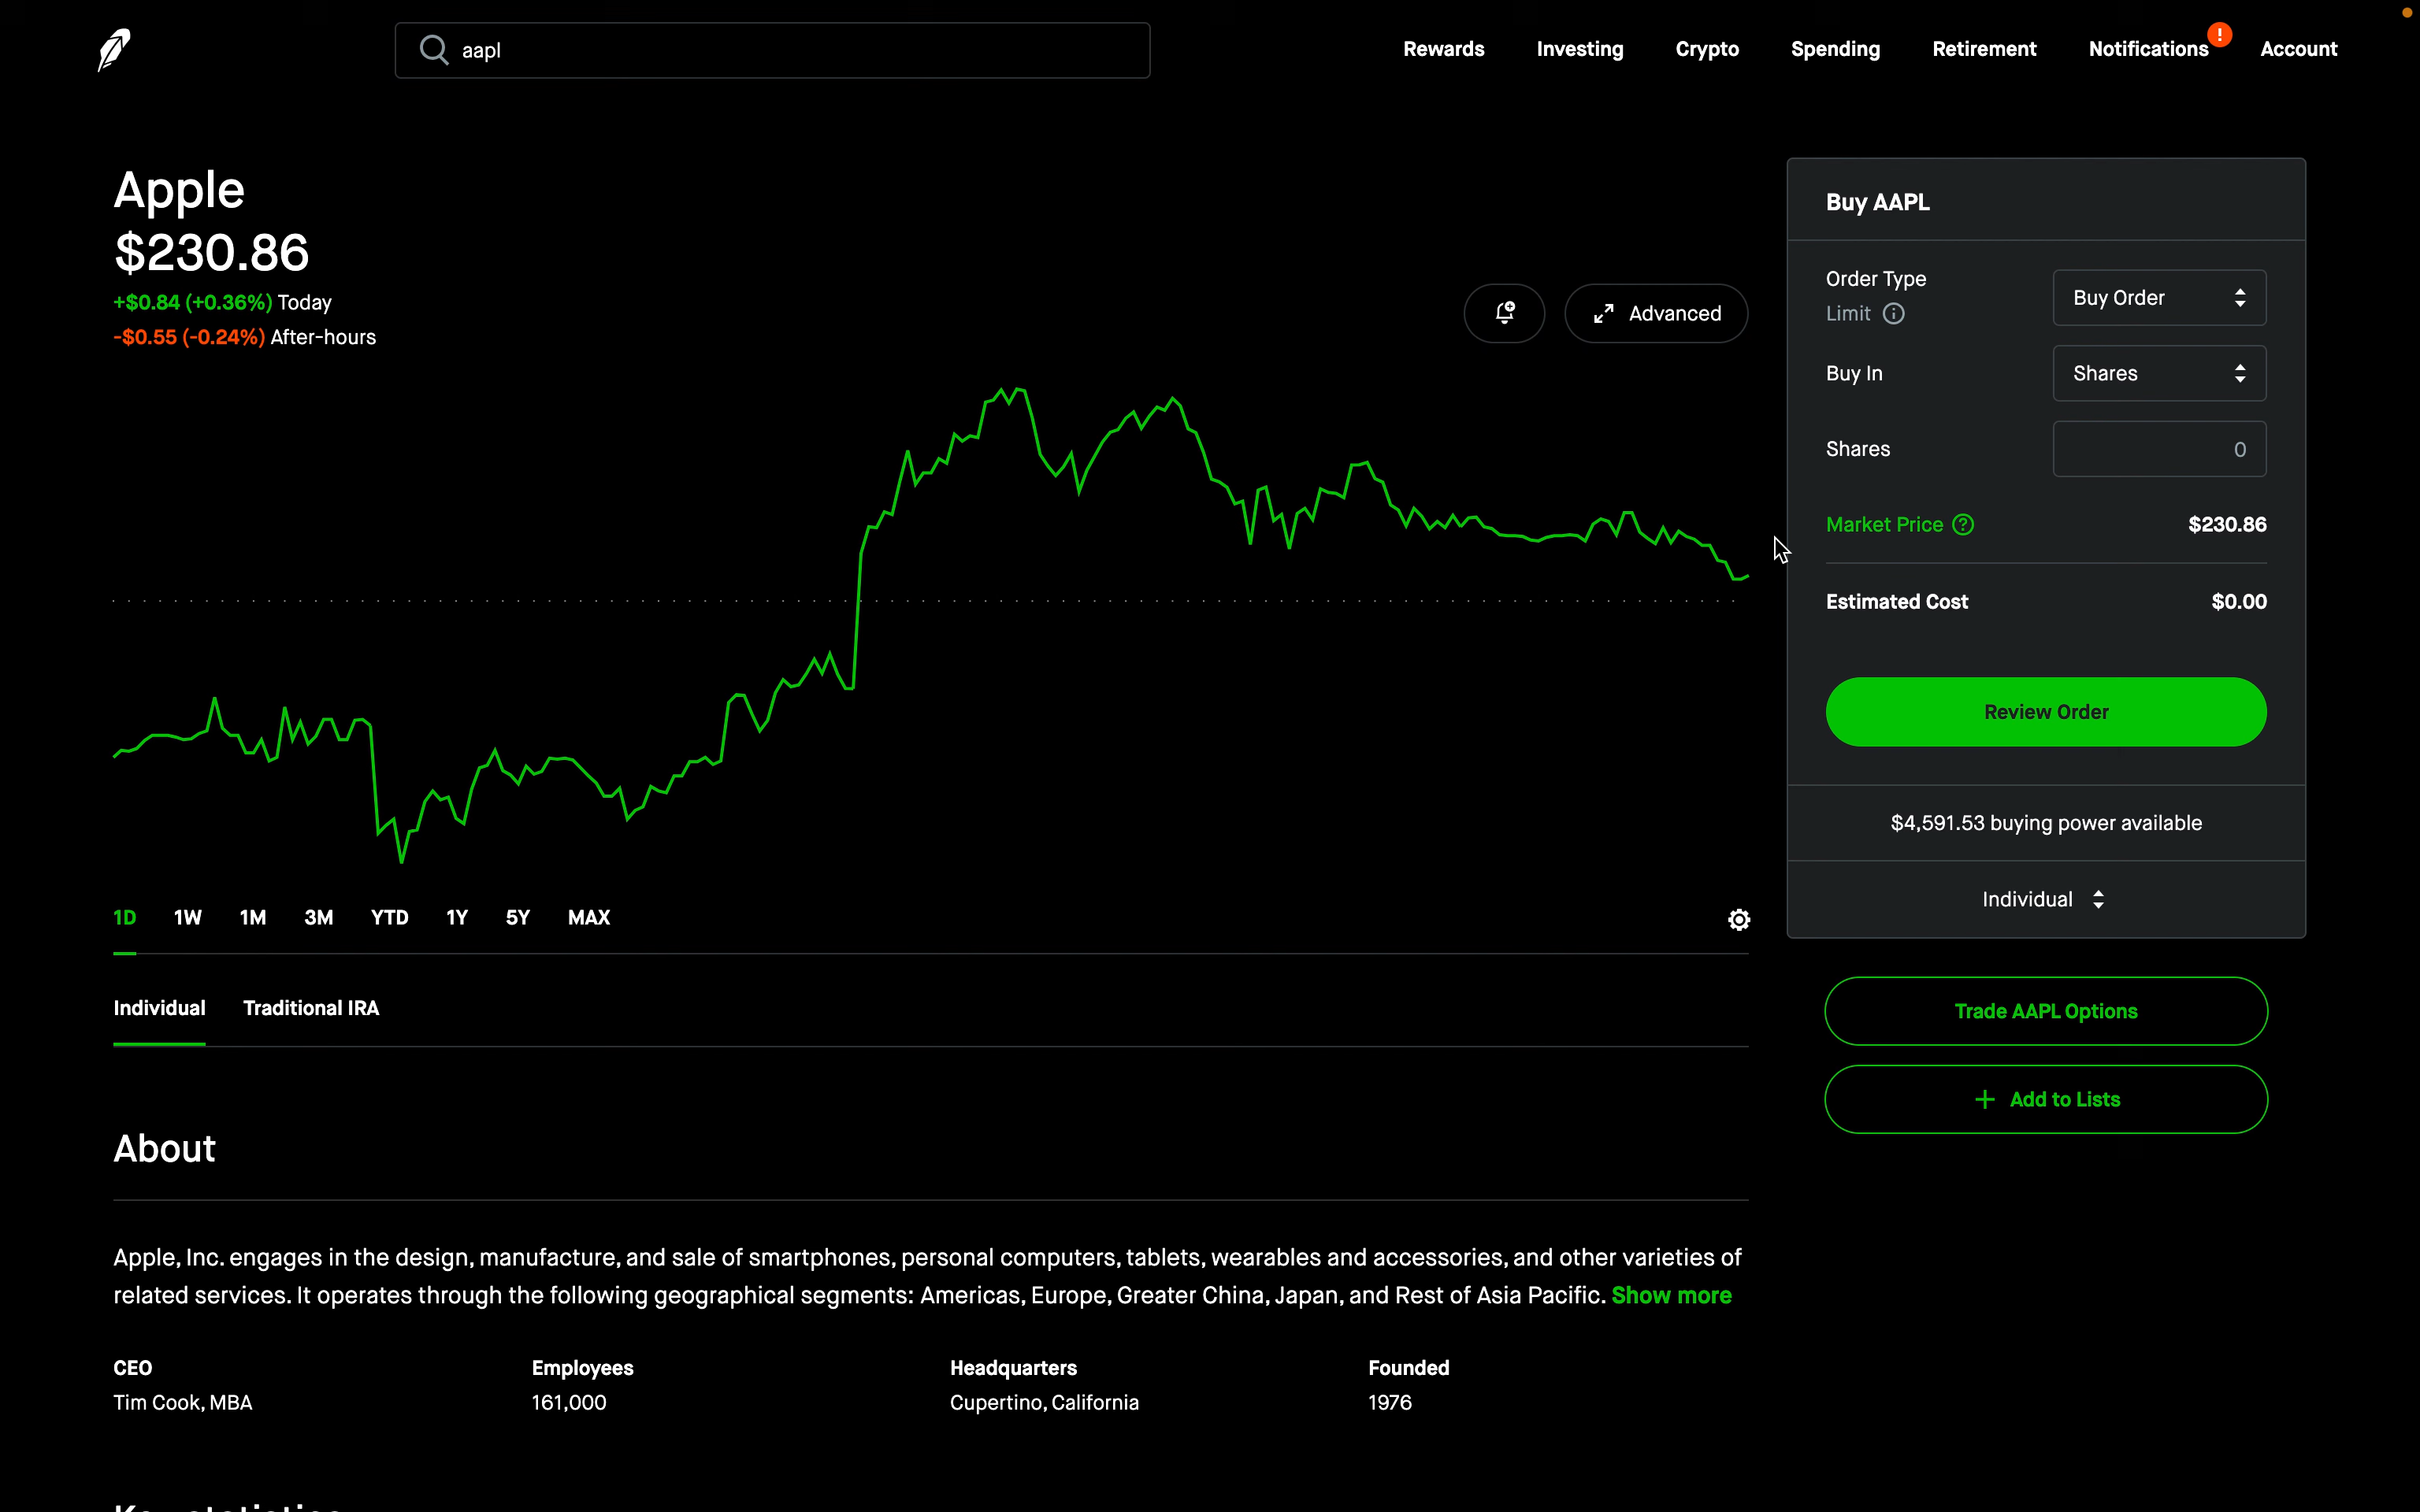 aapl
Rewards
Investing
Crypto
Spending
Retirement
Notifications
!
Account
Apple
$230.86
+$0.84 (+0.36%) Today
-$0.55 (-0.24%) After-hours
Advanced
1D
1W
1M
3M
YTD
1Y
5Y
MAX
Individual
Traditional IRA
About
Apple, Inc. engages in the design, manufacture, and sale of smartphones, personal computers, tablets, wearables and accessories, and other varieties of
related services. It operates through the following geographical segments: Americas, Europe, Greater China, Japan, and Rest of Asia Pacific. Show more
CEO
Tim Cook, MBA
Employees
161,000
Headquarters
Cupertino, California
Founded
1976
Key statistics
Buy AAPL
Order Type
Limit
Buy Order
Buy In
Shares
Shares
0
Market Price ?
$230.86
Estimated Cost
$0.00
Review Order
$4,591.53 buying power available
Individual
Trade AAPL Options
+ Add to Lists